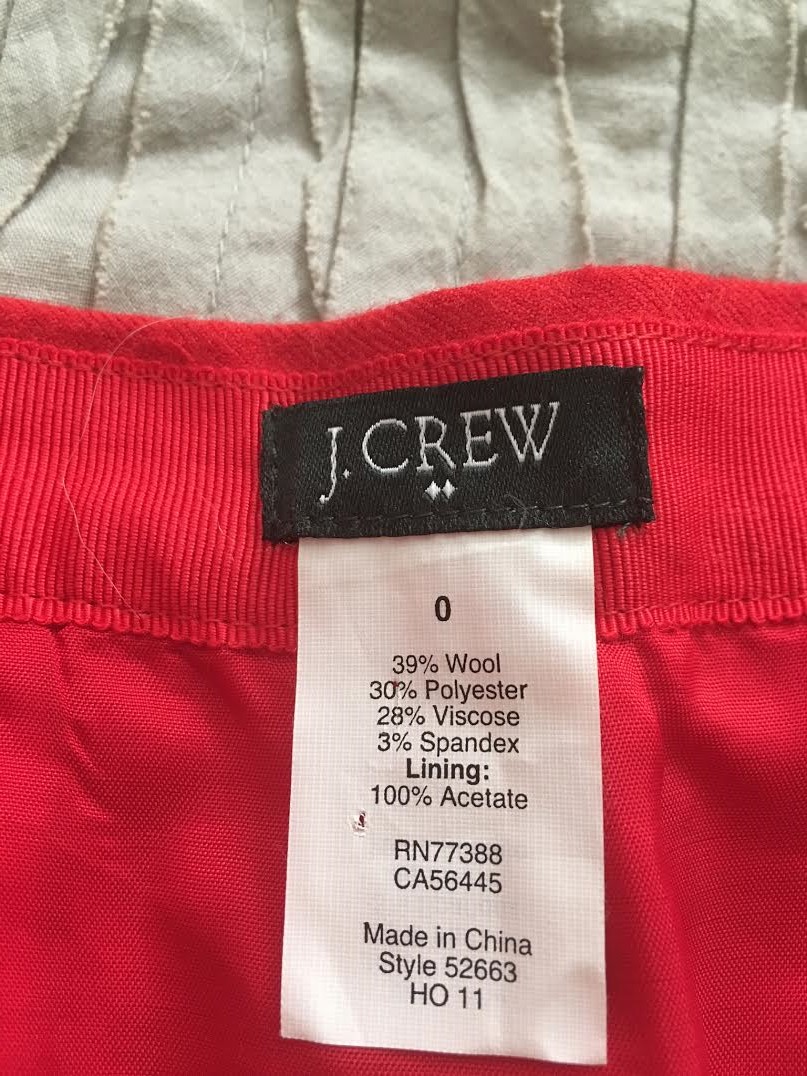 J.CREW
0
39% Wool
30% Polyester
28% Viscose
3% Spandex
Lining:
100% Acetate
RN77388
CA56445
Made in China
Style 52663
HO 11